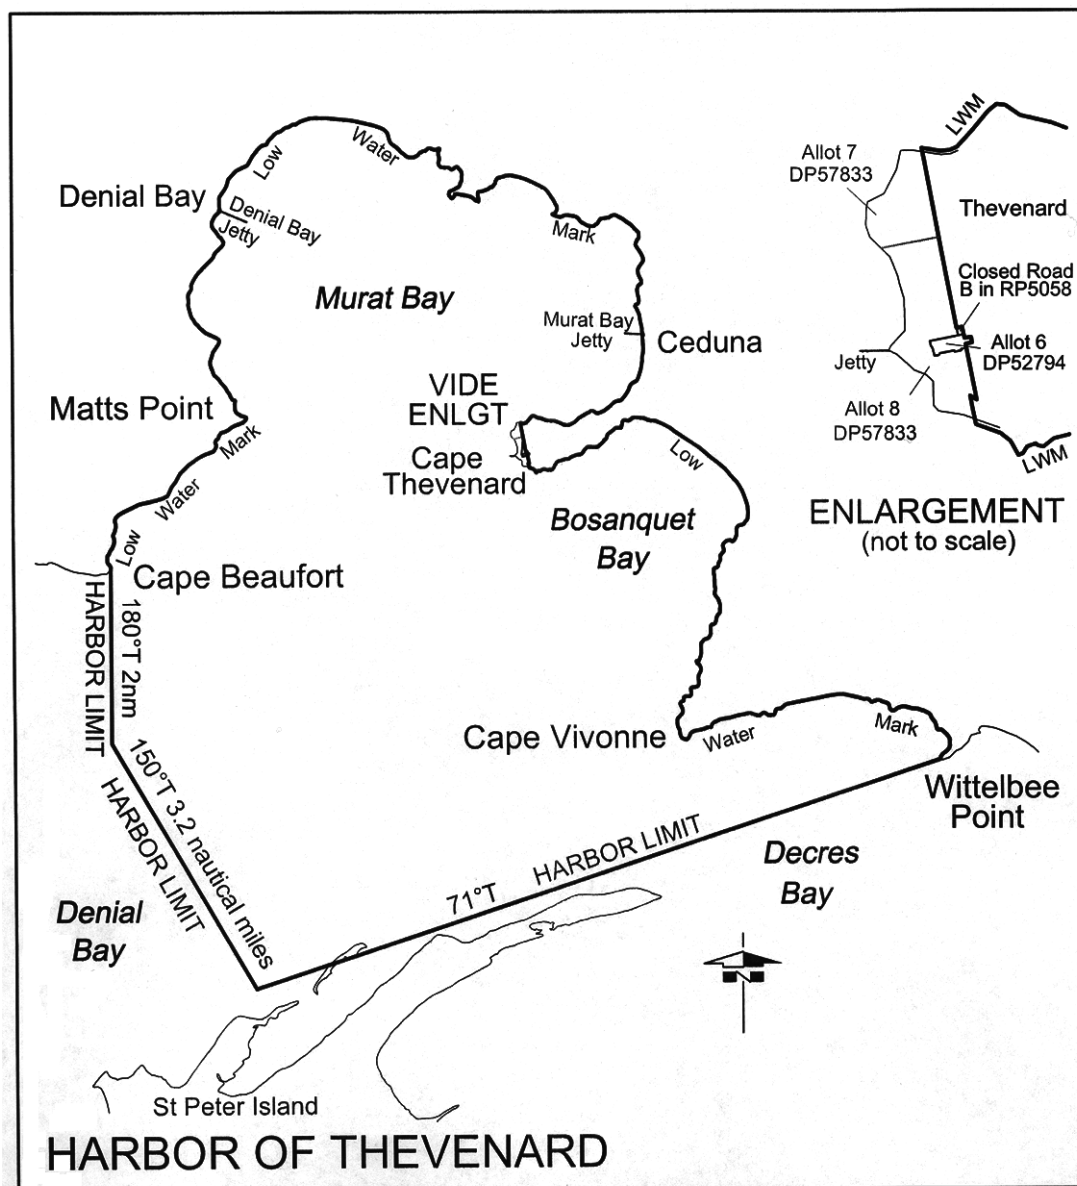 Water
Low
Denial Bay
Denial Bay
Jetty
Mark
Murat Bay
Murat Bay
Jetty
Ceduna
VIDE
ENLGT
Matts Point
Mark
Cape
Thevenard
Low
Water
Bosanquet
Bay
Low
Cape Beaufort
HARBOR LIMIT
180°T 2nm
Cape Vivonne
Water
Mark
150°T 3.2 nautical miles
HARBOR LIMIT
Wittelbee
Point
HARBOR LIMIT
71°T
Decres
Bay
Denial
Bay
N
St Peter Island
HARBOR OF THEVENARD
LWM
Allot 7
DP57833
Thevenard
Closed Road
B in RP5058
Allot 6
DP52794
Jetty
Allot 8
DP57833
LWM
ENLARGEMENT
(not to scale)